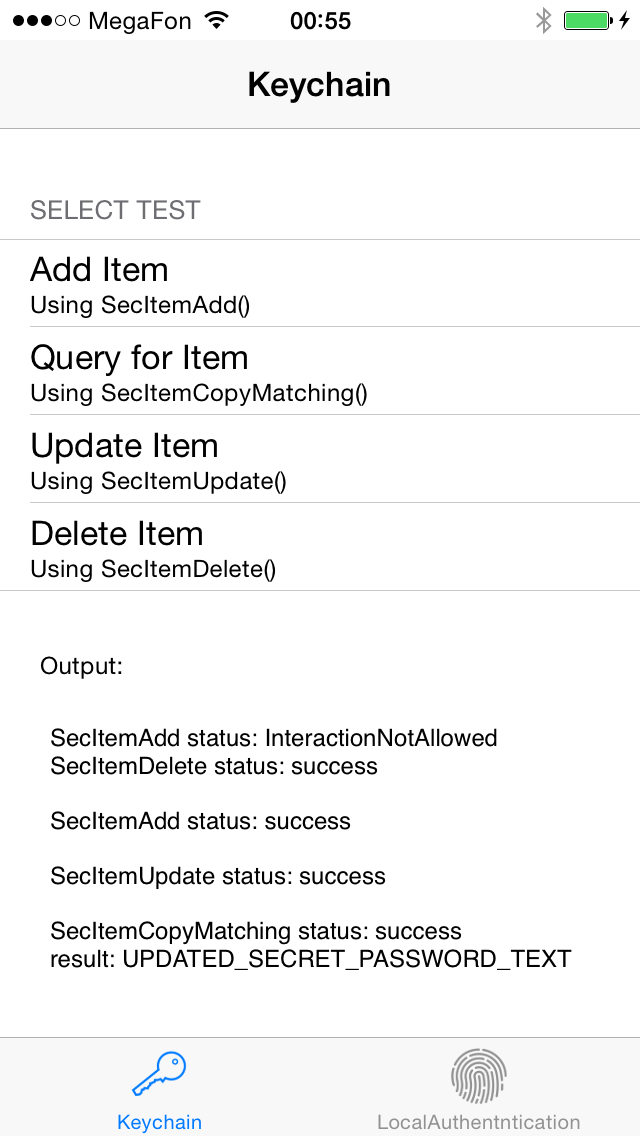 MegaFon 00:55
Keychain
SELECT TEST
Add Item
Using SecItemAdd()
Query for Item
Using SecItemCopyMatching()
Update Item
Using SecItemUpdate()
Delete Item
Using SecItemDelete()
Output:
SecItemAdd status: InteractionNotAllowed
SecItemDelete status: success
SecItemAdd status: success
SecItemUpdate status: success
SecItemCopyMatching status: success
result: UPDATED_SECRET_PASSWORD_TEXT
Keychain LocalAuthentntication